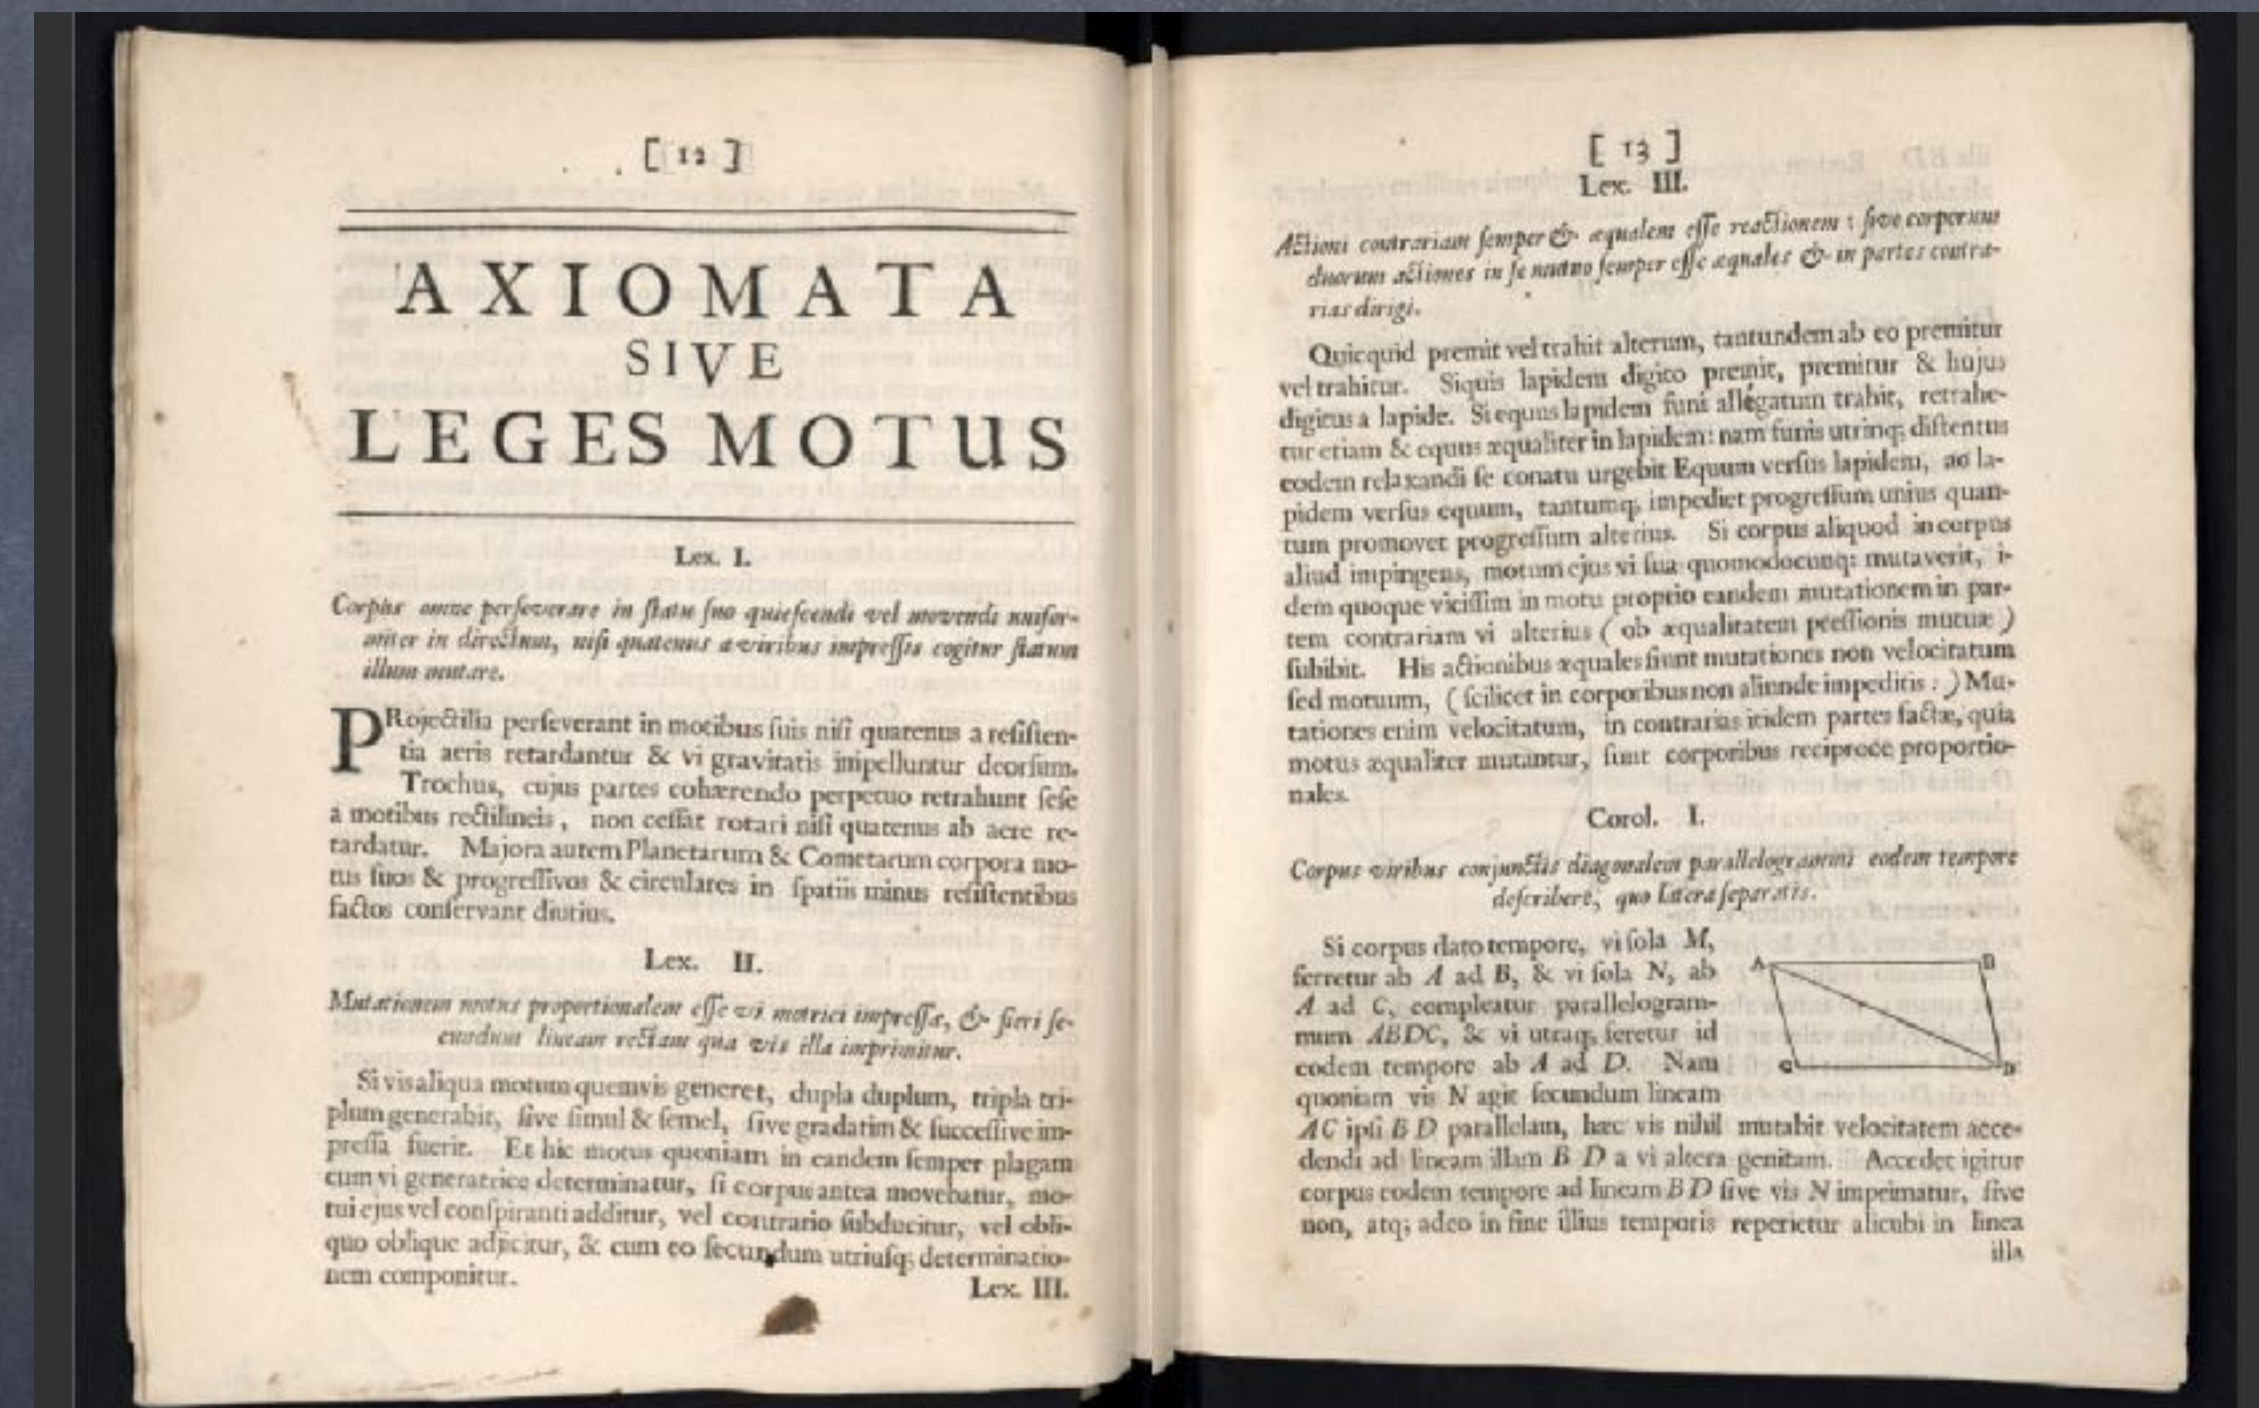 [ 12 ]
AXIOMATA
SIVE
LEGES MOTUS
Lex. I.
Corpus omne perſeverare in ſtatu ſuo quieſcendi vel movendi unifor-
miter in directum, niſi quatenus a viribus impreſſis cogitur ſtatum
illum mutare.
PRojectilia perſeverant in motibus ſuis niſi quatenus a reſiſten-
tia aeris retardantur & vi gravitatis impelluntur deorſum.
Trochus, cujus partes cohærendo perpetuo retrahunt ſeſe
a motibus rectilineis, non ceſſat rotari niſi quatenus ab aere re-
tardatur. Majora autem Planetarum & Cometarum corpora mo-
tus ſuos & progreſſivos & circulares in ſpatiis minus reſiſtentibus
factos conſervant diutius.
Lex. II.
Mutationem motus proportionalem eſſe vi motrici impreſſæ, & fieri ſe-
cundum lineam rectam qua vis illa imprimitur.
Si vis aliqua motum quemvis generet, dupla duplum, tripla tri-
plum generabit, ſive ſimul & ſemel, ſive gradatim & ſucceſſive im-
preſſa fuerit. Et hic motus quoniam in eandem ſemper plagam
cum vi generatrice determinatur, ſi corpus antea movebatur, mo-
tui ejus vel conſpiranti additur, vel contrario ſubducitur, vel obli-
quo oblique adjicitur, & cum eo ſecundum utriuſq; determinatio-
nem componitur.
Lex. III.
[ 13 ]
Lex. III.
Actioni contrariam ſemper & æqualem eſſe reactionem: ſive corporum
duorum actiones in ſe mutuo ſemper eſſe æquales & in partes contra-
rias dirigi.
Quicquid premit vel trahit alterum, tantundem ab eo premitur
vel trahitur. Siquis lapidem digito premit, premitur & hujus
digitus a lapide. Si equus lapidem funi allégatum trahit, retrahe-
tur etiam & equus æqualiter in lapidem: nam funis utrinq; diſtentus
eodem relaxandi ſe conatu urgebit Equum verſus lapidem, ac la-
pidem verſus equum, tantumq; impediet progreſſum unius quan-
tum promovet progreſſum alterius. Si corpus aliquod in corpus
aliud impingens, motum ejus vi ſua quomodocunq: mutaverit, i-
dem quoque viciſſim in motu proprio eandem mutationem in par-
tem contrariam vi alterius ( ob æqualitatem preſſionis mutuæ )
ſubibit. His actionibus æquales fiunt mutationes non velocitatum
ſed motuum, ( ſcilicet in corporibus non aliunde impeditis : ) Mu-
tationes enim velocitatum, in contrarias itidem partes factæ, quia
motus æqualiter mutantur, ſunt corporibus reciproce proportio-
nales.
Corol. I.
Corpus viribus conjunctis diagonalem parallelogrammi eodem tempore
deſcribere, quo latera ſeparatis.
Si corpus dato tempore, vi ſola M,
ferretur ab A ad B, & vi ſola N, ab
A ad C, compleatur parallelogram-
mum ABDC, & vi utraq; feretur id
eodem tempore ab A ad D. Nam
quoniam vis N agit ſecundum lineam
AC ipſi BD parallelam, hæc vis nihil mutabit velocitatem acce-
dendi ad lineam illam BD a vi altera genitam. Accedet igitur
corpus eodem tempore ad lineam BD ſive vis N imprimatur, ſive
non, atq; adeo in fine illius temporis reperietur alicubi in linea
illa
A B
C D